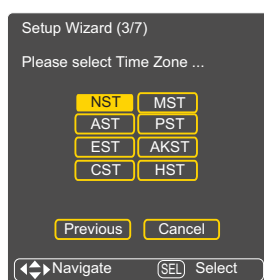 Setup Wizard (3/7)
Please select Time Zone ...
NST MST
AST PST
EST AKST
CST HST
Previous Cancel
Navigate SEL Select